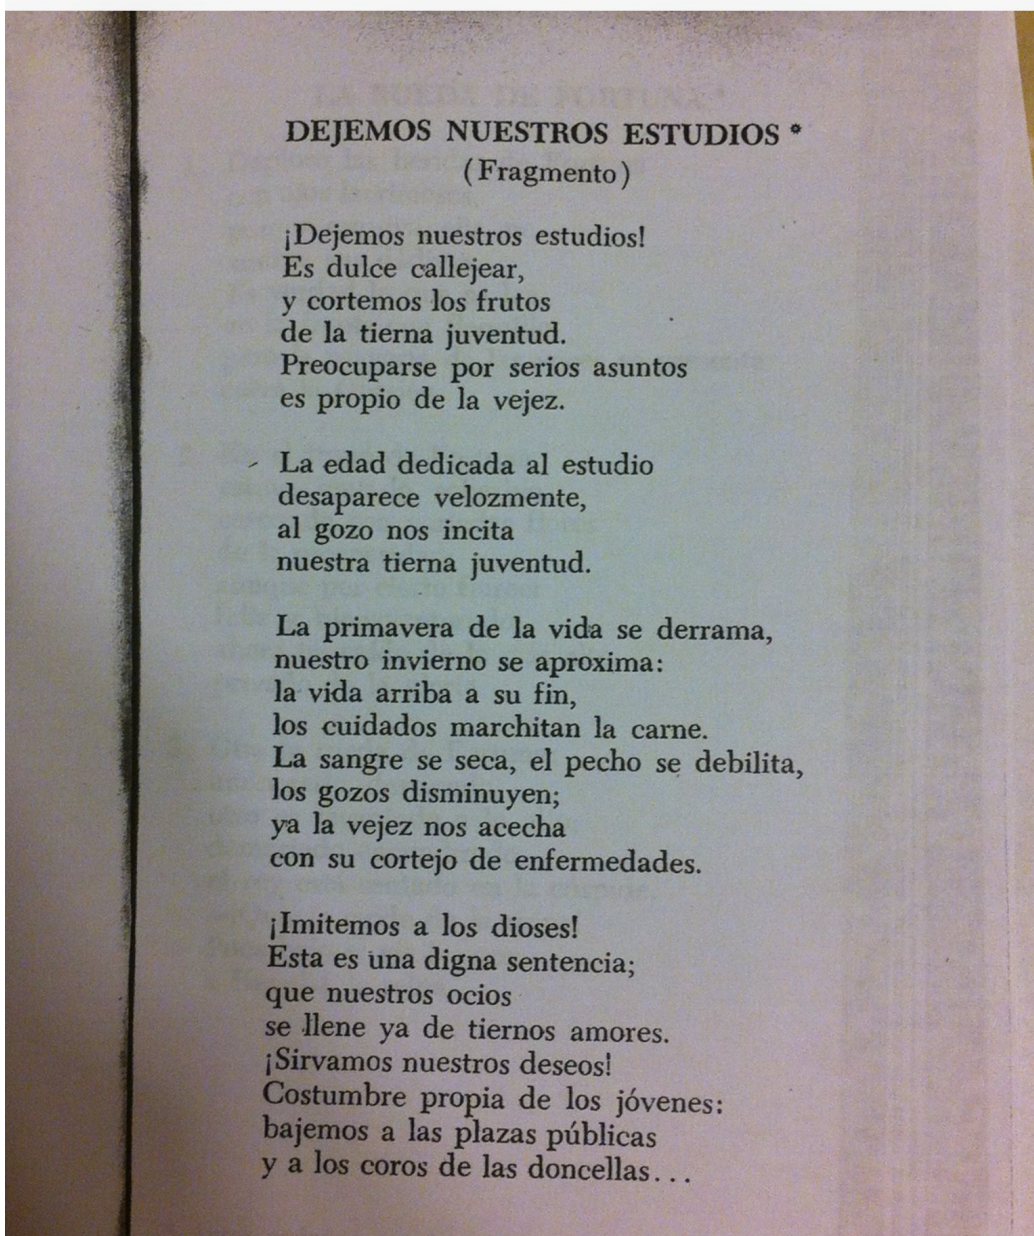 DEJEMOS NUESTROS ESTUDIOS *
(Fragmento)
¡Dejemos nuestros estudios!
Es dulce callejear,
y cortemos los frutos
de la tierna juventud.
Preocuparse por serios asuntos
es propio de la vejez.
La edad dedicada al estudio
desaparece velozmente,
al gozo nos incita
nuestra tierna juventud.
La primavera de la vida se derrama,
nuestro invierno se aproxima:
la vida arriba a su fin,
los cuidados marchitan la carne.
La sangre se seca, el pecho se debilita,
los gozos disminuyen;
ya la vejez nos acecha
con su cortejo de enfermedades.
¡Imitemos a los dioses!
Esta es una digna sentencia;
que nuestros ocios
se llene ya de tiernos amores.
¡Sirvamos nuestros deseos!
Costumbre propia de los jóvenes:
bajemos a las plazas públicas
y a los coros de las doncellas...